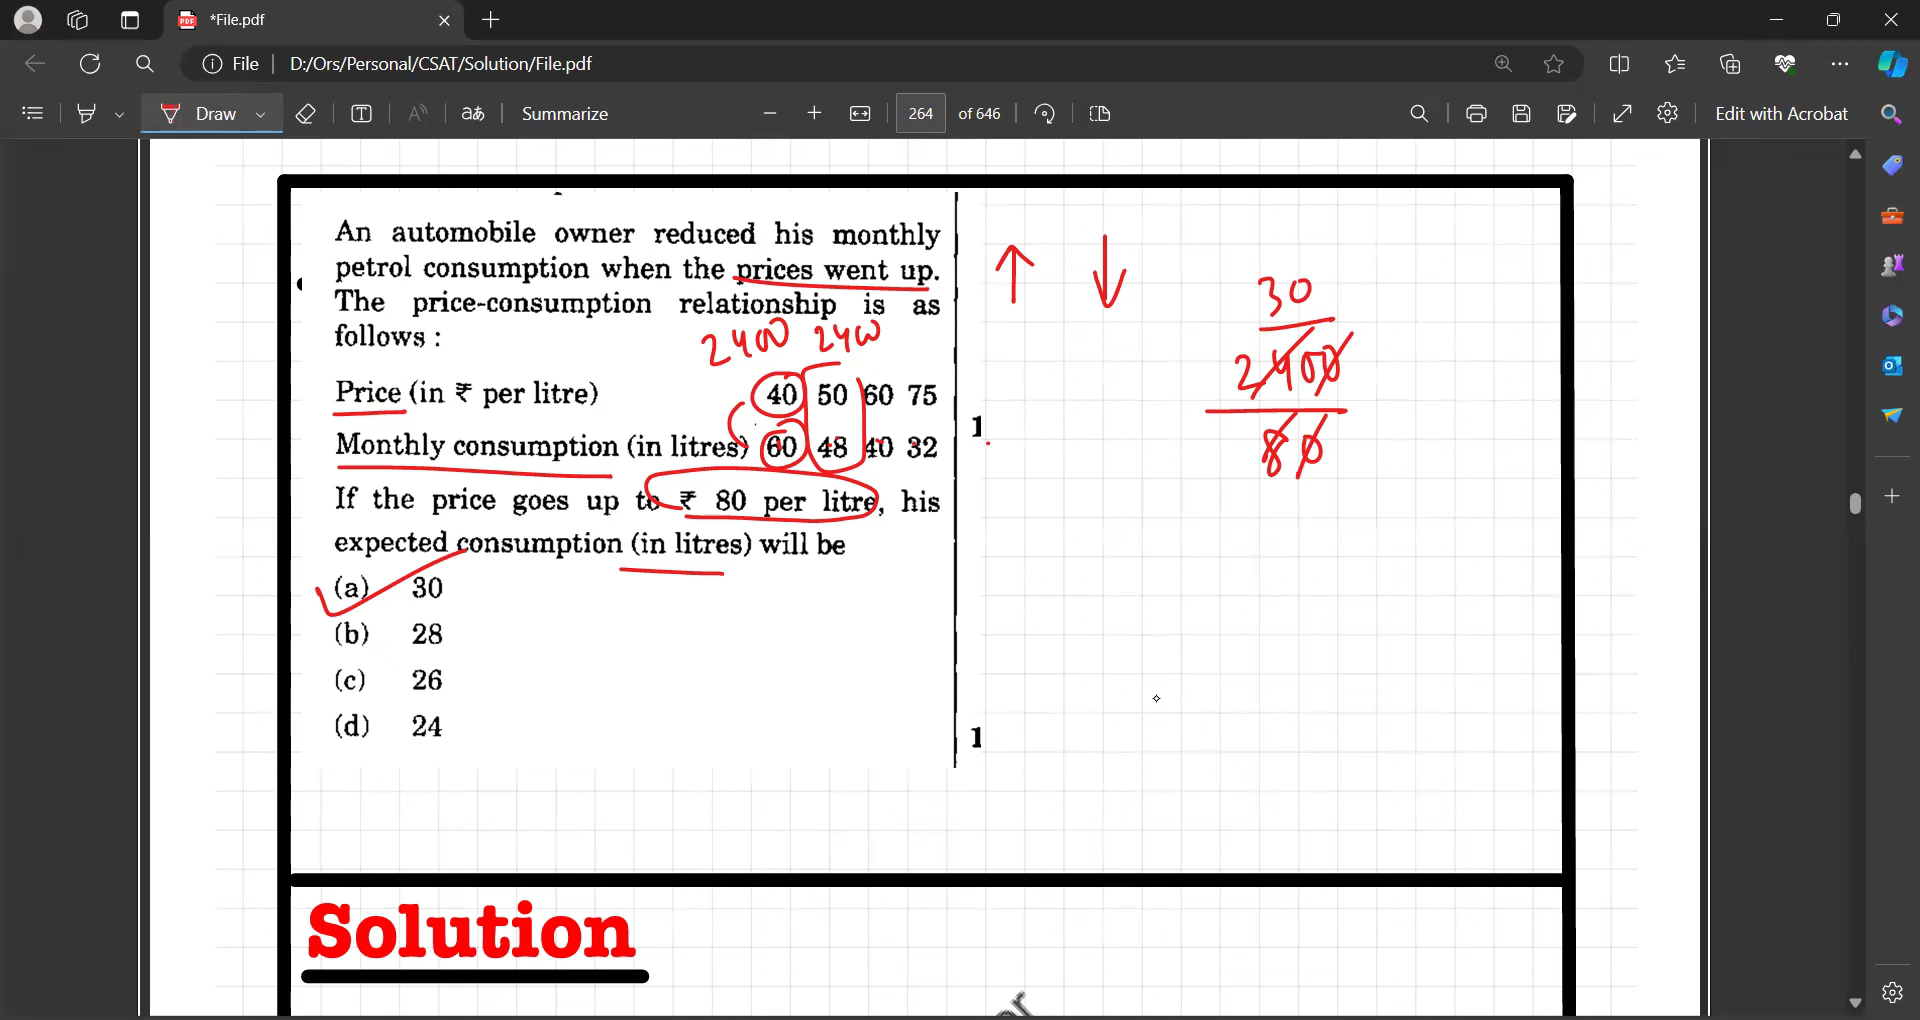 *File.pdf
File
D:/Ors/Personal/CSAT/Solution/File.pdf
Draw
aあ
Summarize
264 of 646
Edit with Acrobat
An automobile owner reduced his monthly
petrol consumption when the prices went up.
The price-consumption relationship is as
follows :
2400 2400
Price (in ₹ per litre) 40 50 60 75
Monthly consumption (in litres) 60 48 40 32
If the price goes up to ₹ 80 per litre, his
expected consumption (in litres) will be
(a) 30
(b) 28
(c) 26
(d) 24
30
2400
80
1.
1
Solution